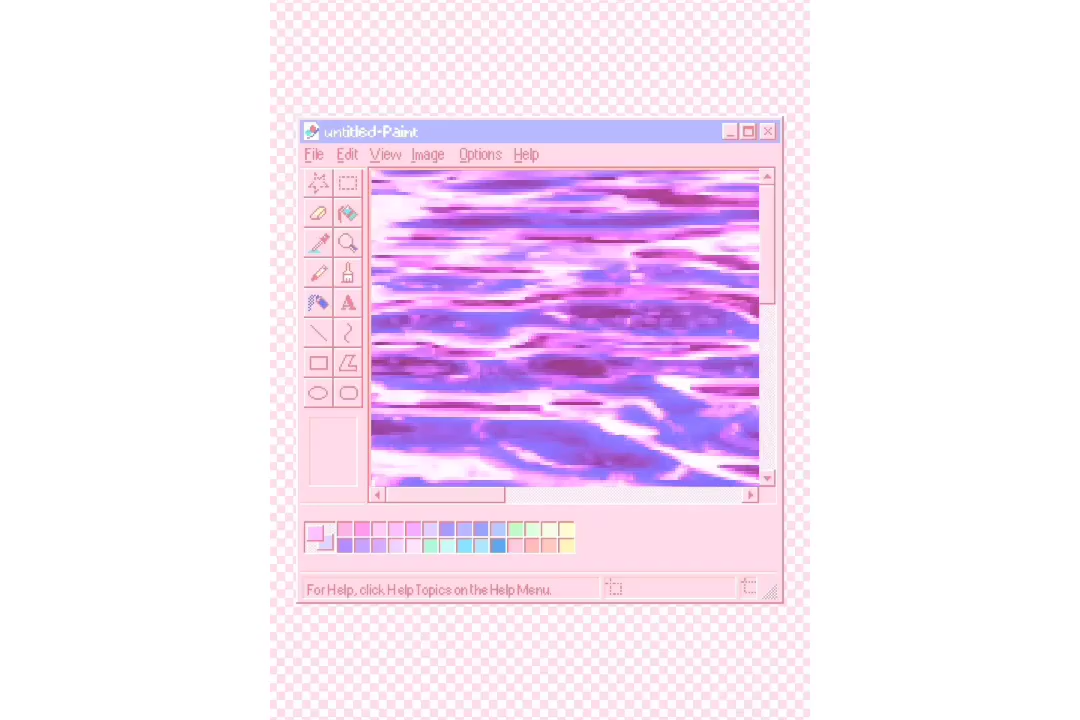 untitled-Paint
File Edit View Image Options Help
A
For Help, click Help Topics on the Help Menu.